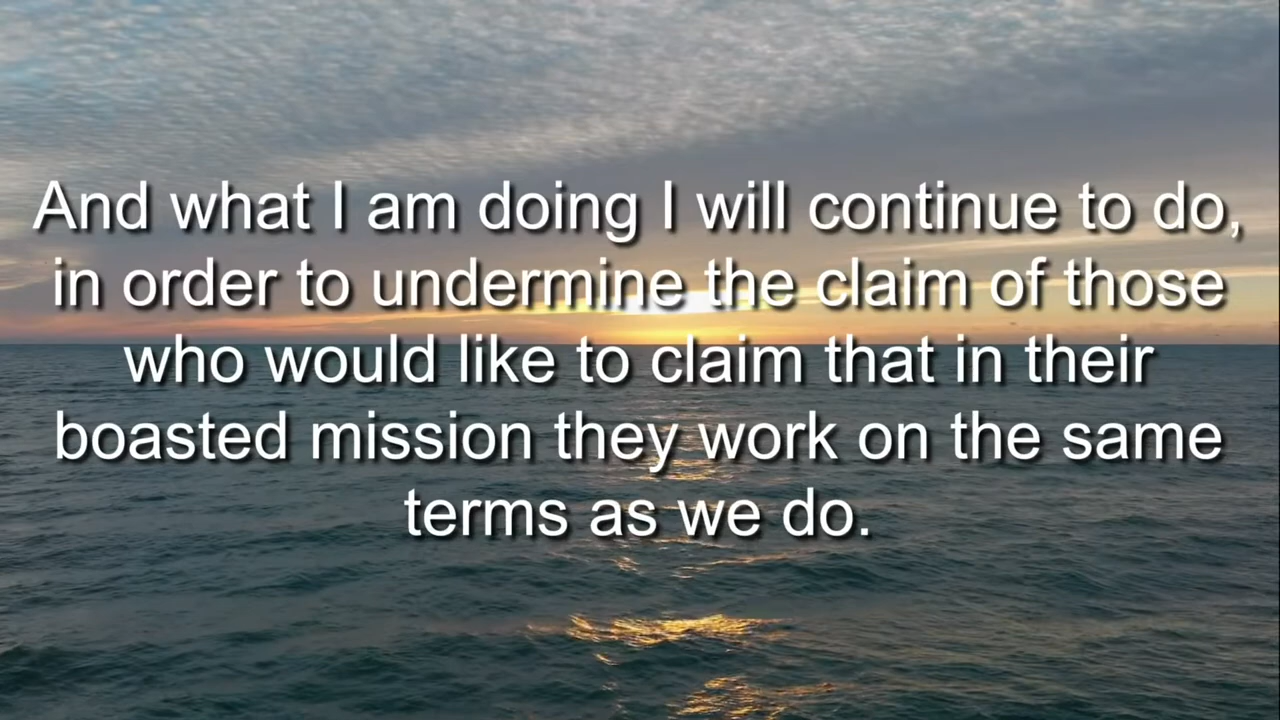 And what I am doing I will continue to do,
in order to undermine the claim of those
who would like to claim that in their
boasted mission they work on the same
terms as we do.